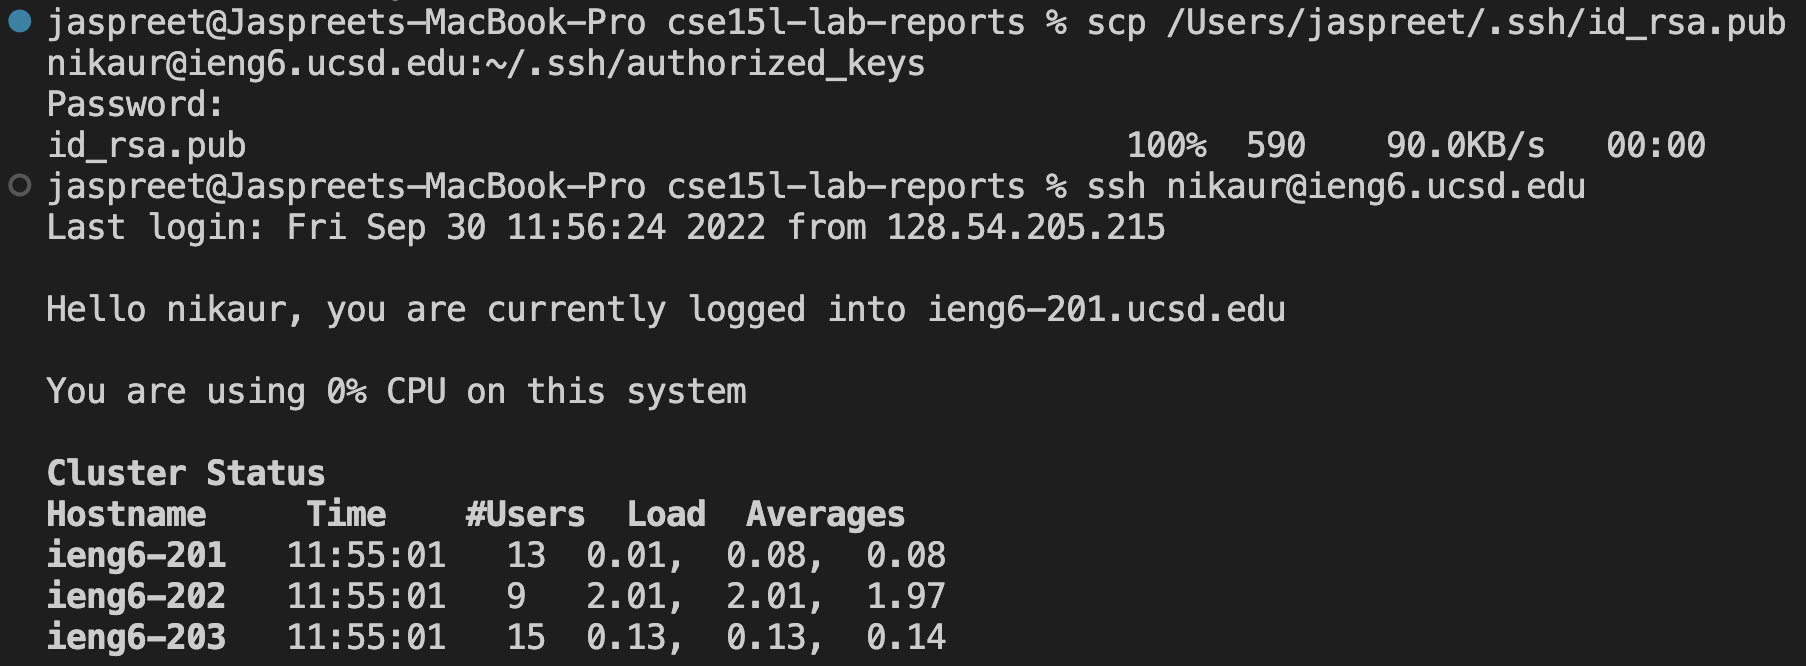 jaspreet@Jaspreets-MacBook-Pro cse15l-lab-reports % scp /Users/jaspreet/.ssh/id_rsa.pub
nikaur@ieng6.ucsd.edu:~/.ssh/authorized_keys
Password:
id_rsa.pub 100% 590 90.0KB/s 00:00
jaspreet@Jaspreets-MacBook-Pro cse15l-lab-reports % ssh nikaur@ieng6.ucsd.edu
Last login: Fri Sep 30 11:56:24 2022 from 128.54.205.215
Hello nikaur, you are currently logged into ieng6-201.ucsd.edu
You are using 0% CPU on this system
Cluster Status
Hostname Time #Users Load Averages
ieng6-201 11:55:01 13 0.01, 0.08, 0.08
ieng6-202 11:55:01 9 2.01, 2.01, 1.97
ieng6-203 11:55:01 15 0.13, 0.13, 0.14